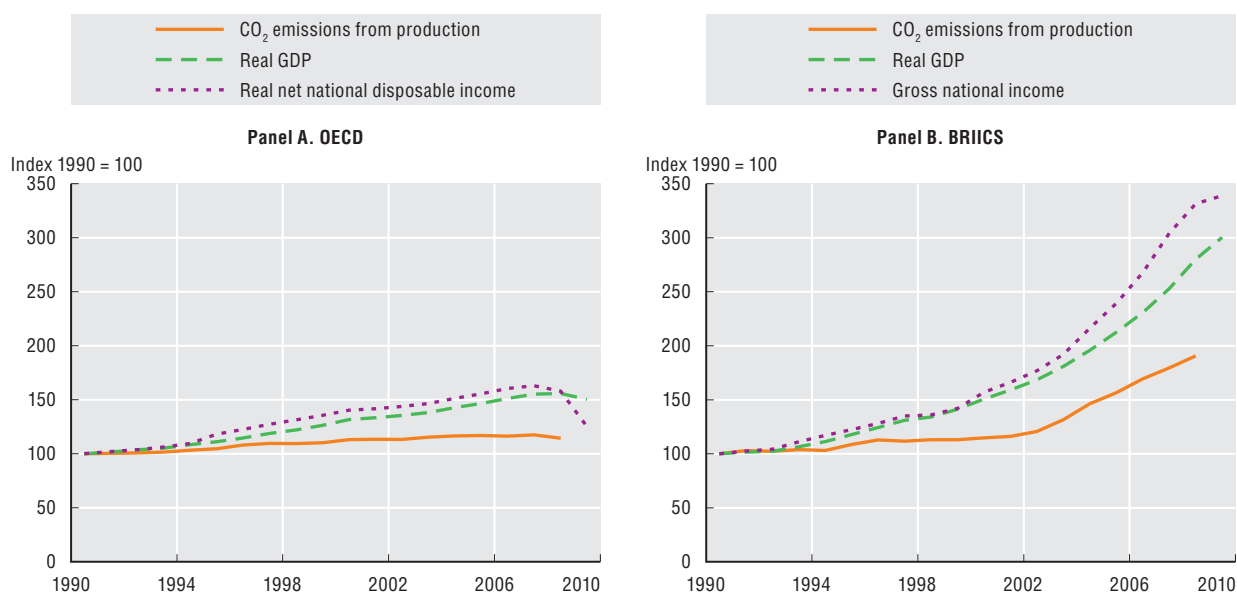 CO₂ emissions from production
Real GDP
Real net national disposable income
Panel A. OECD
Index 1990 = 100
350
300
250
200
150
100
50
0
1990 1994 1998 2002 2006 2010
CO₂ emissions from production
Real GDP
Gross national income
Panel B. BRIICS
Index 1990 = 100
350
300
250
200
150
100
50
0
1990 1994 1998 2002 2006 2010